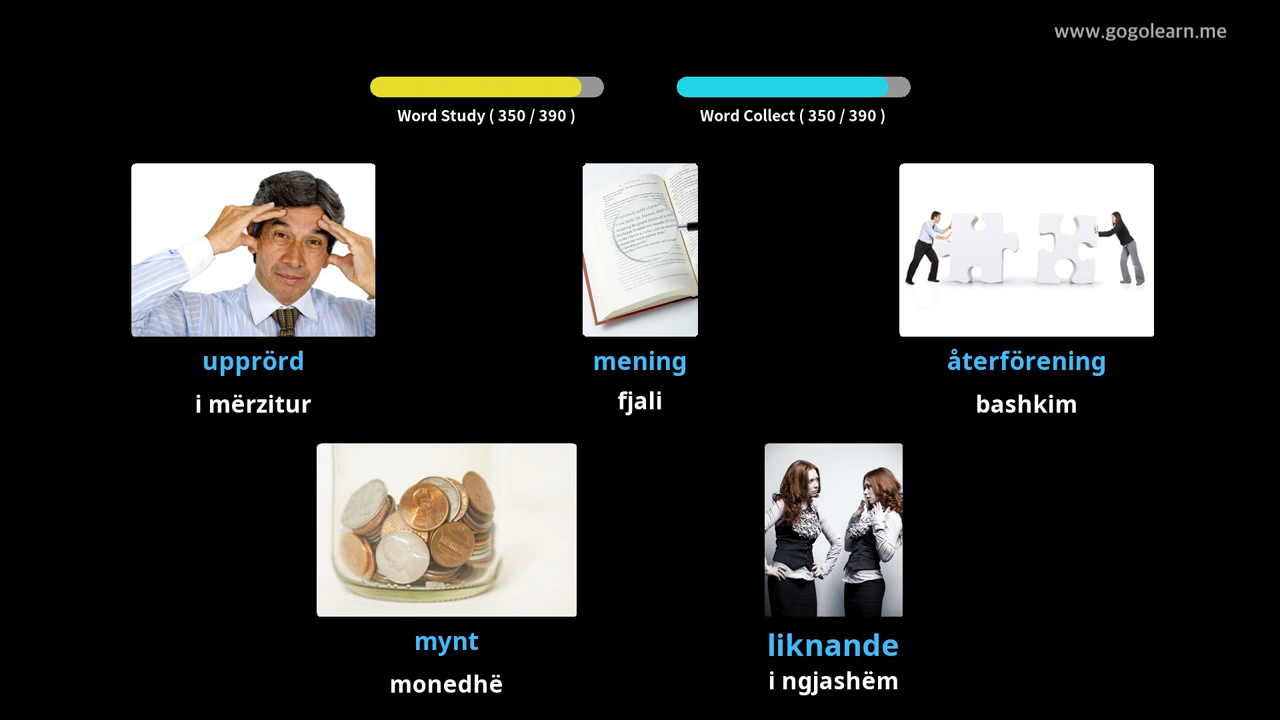 www.gogolearn.me
Word Study ( 350 / 390 )
Word Collect ( 350 / 390 )
upprörd
mening
återförening
i mërzitur
fjali
bashkim
mynt
liknande
monedhë
i ngjashëm